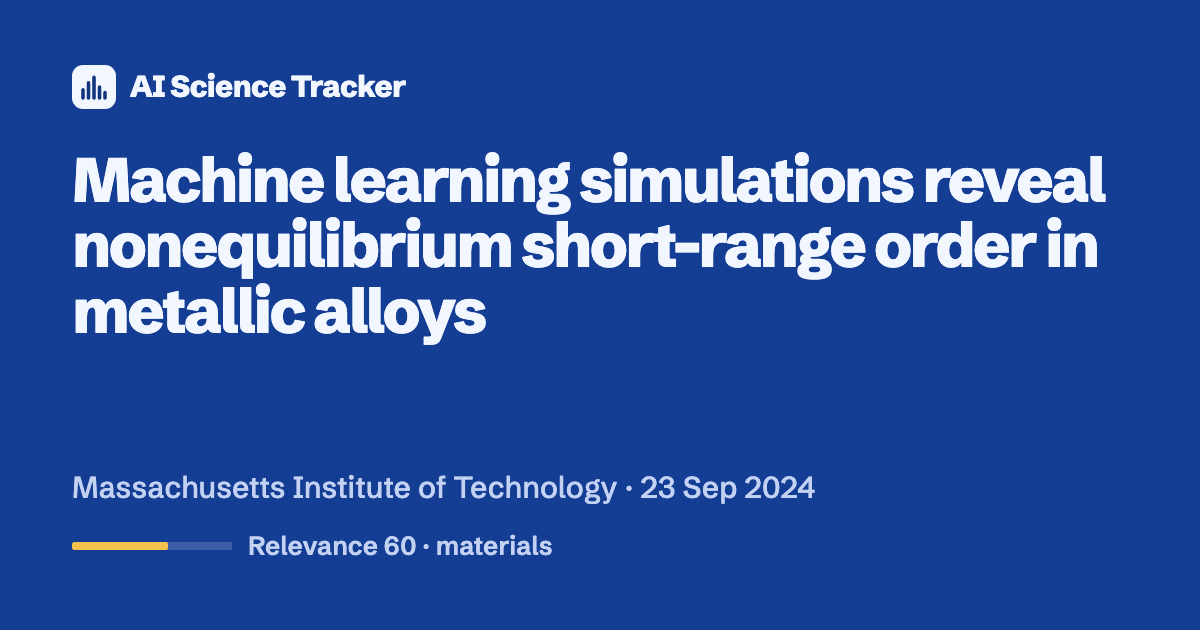 AI Science Tracker
Machine learning simulations reveal
nonequilibrium short-range order in
metallic alloys
Massachusetts Institute of Technology · 23 Sep 2024
Relevance 60 · materials